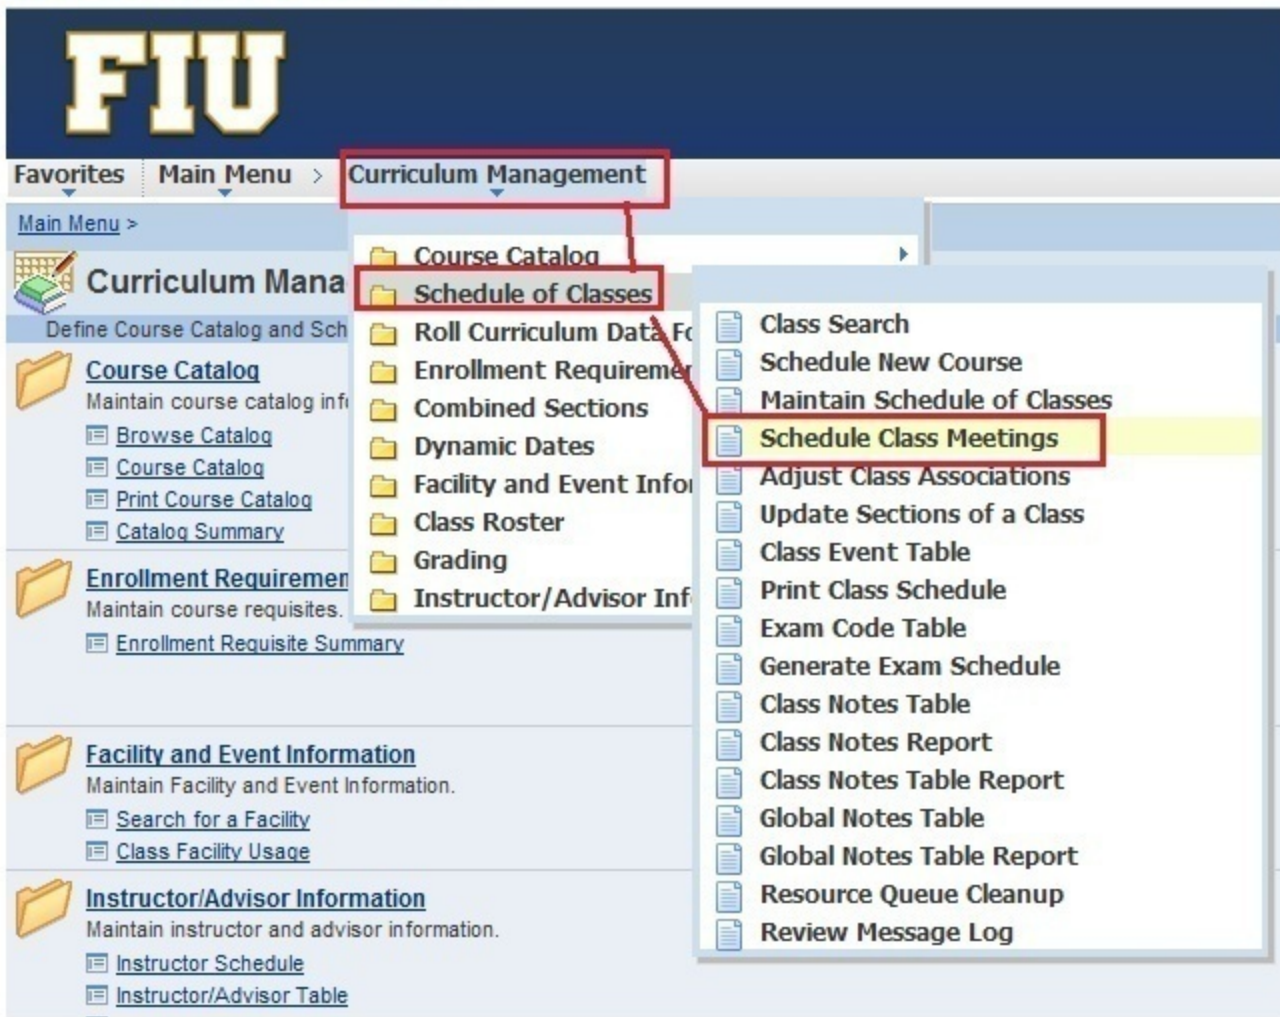 FIU
Favorites Main Menu > Curriculum Management
Main Menu >
Curriculum Mana
Define Course Catalog and Sch
Course Catalog
Maintain course catalog info
Browse Catalog
Course Catalog
Print Course Catalog
Catalog Summary
Enrollment Requiremen
Maintain course requisites.
Enrollment Requisite Summary
Facility and Event Information
Maintain Facility and Event Information.
Search for a Facility
Class Facility Usage
Instructor/Advisor Information
Maintain instructor and advisor information.
Instructor Schedule
Instructor/Advisor Table
Course Catalog
Schedule of Classes
Roll Curriculum Data Fo
Enrollment Requiremen
Combined Sections
Dynamic Dates
Facility and Event Infor
Class Roster
Grading
Instructor/Advisor Inf
Class Search
Schedule New Course
Maintain Schedule of Classes
Schedule Class Meetings
Adjust Class Associations
Update Sections of a Class
Class Event Table
Print Class Schedule
Exam Code Table
Generate Exam Schedule
Class Notes Table
Class Notes Report
Class Notes Table Report
Global Notes Table
Global Notes Table Report
Resource Queue Cleanup
Review Message Log